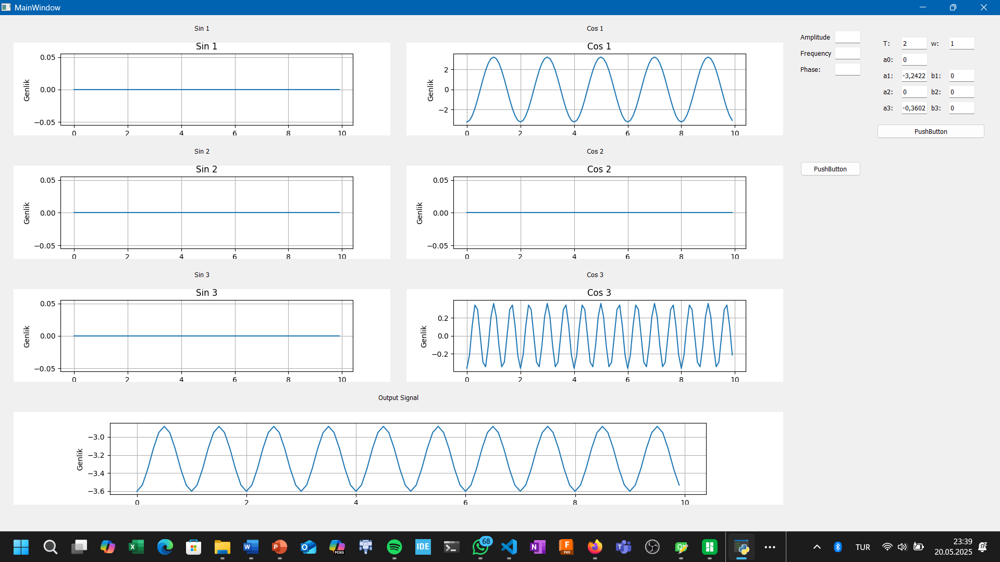 MainWindow
Sin 1
Cos 1
Sin 1
0.05
0.00
−0.05
Genlik
0 2 4 6 8 10
Cos 1
2
0
−2
Genlik
0 2 4 6 8 10
Amplitude
Frequency
Phase:
T: 2 w: 1
a0: 0
a1: -3,2422 b1: 0
a2: 0 b2: 0
a3: -0,3602 b3: 0
PushButton
PushButton
Sin 2
Cos 2
Sin 2
0.05
0.00
−0.05
Genlik
0 2 4 6 8 10
Cos 2
0.05
0.00
−0.05
Genlik
0 2 4 6 8 10
Sin 3
Cos 3
Sin 3
0.05
0.00
−0.05
Genlik
0 2 4 6 8 10
Cos 3
0.2
0.0
−0.2
Genlik
0 2 4 6 8 10
Output Signal
−3.0
−3.2
−3.4
−3.6
Genlik
0 2 4 6 8 10
M365
IDE
68
F
FUS
TUR
23:39
20.05.2025